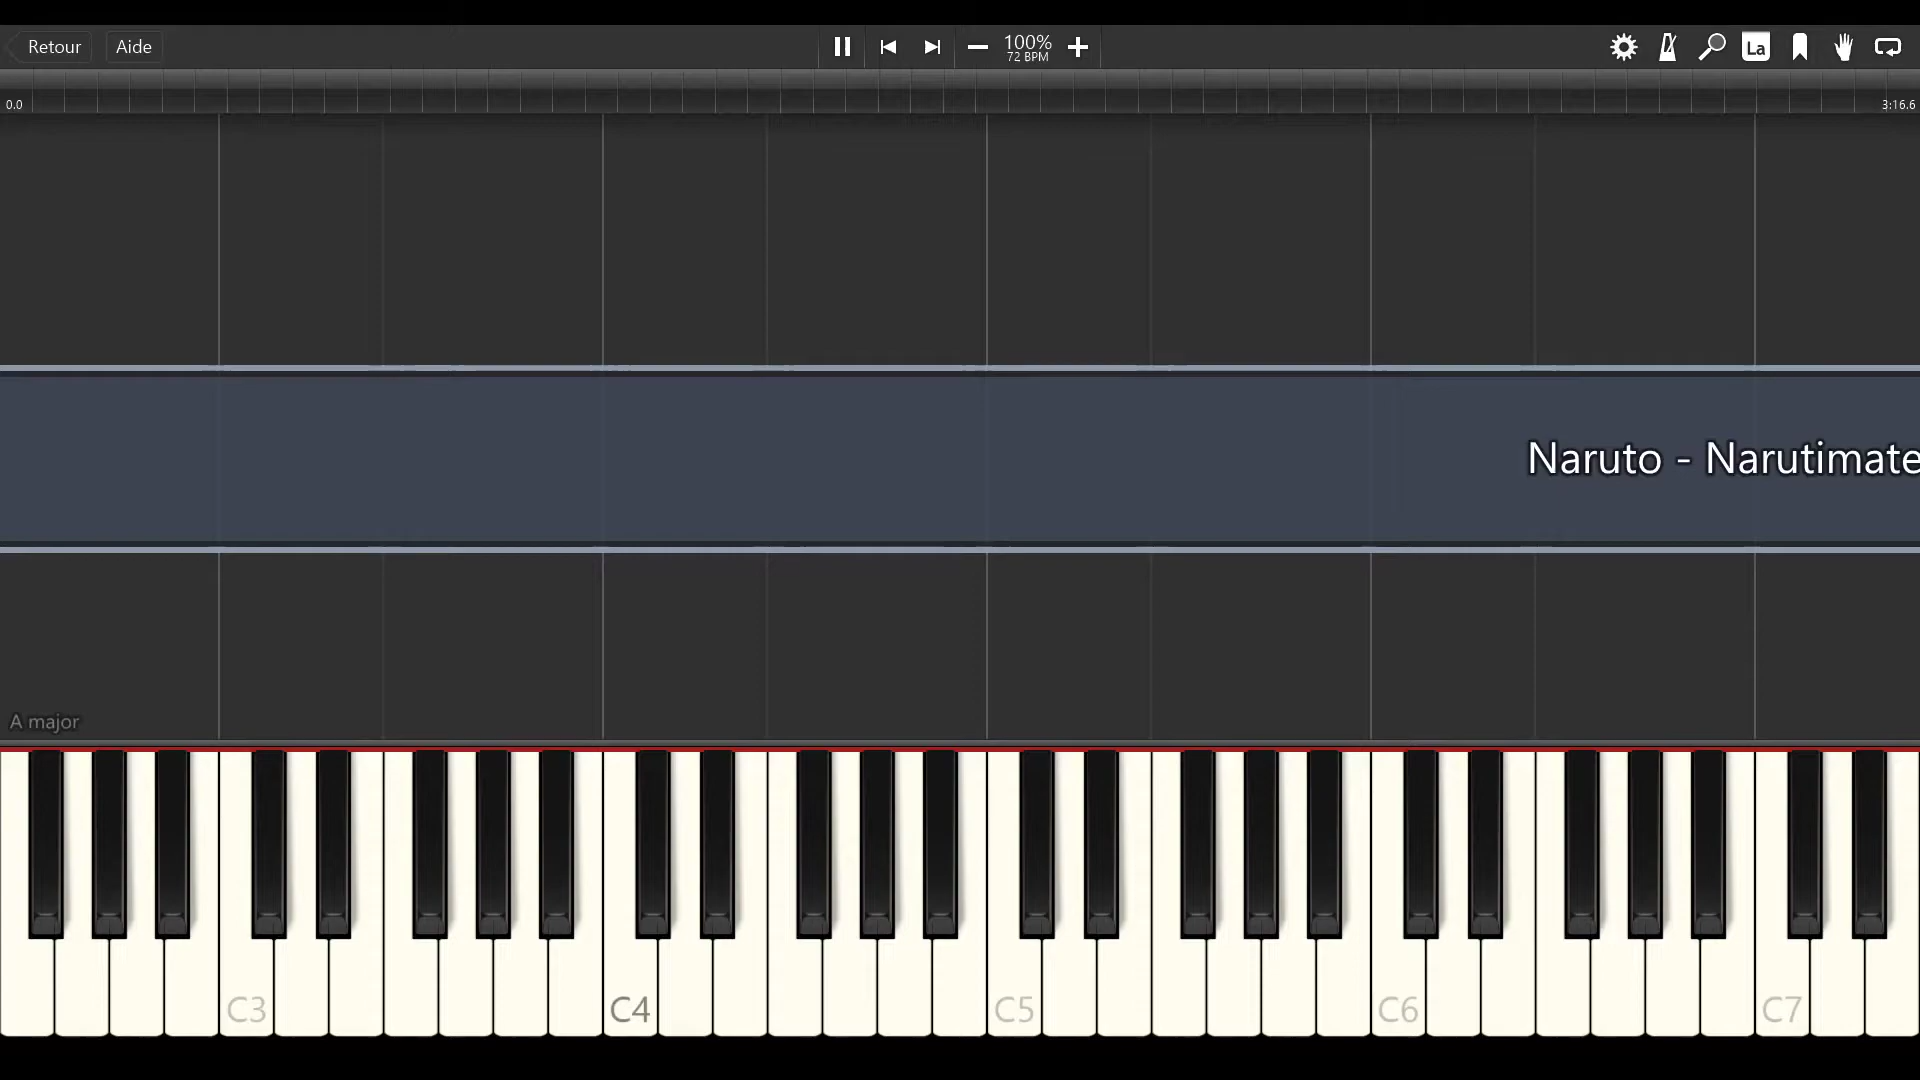 Retour
Aide
100%
72 BPM
La
0.0
3:16.6
Naruto - Narutimate
A major
C3
C4
C5
C6
C7